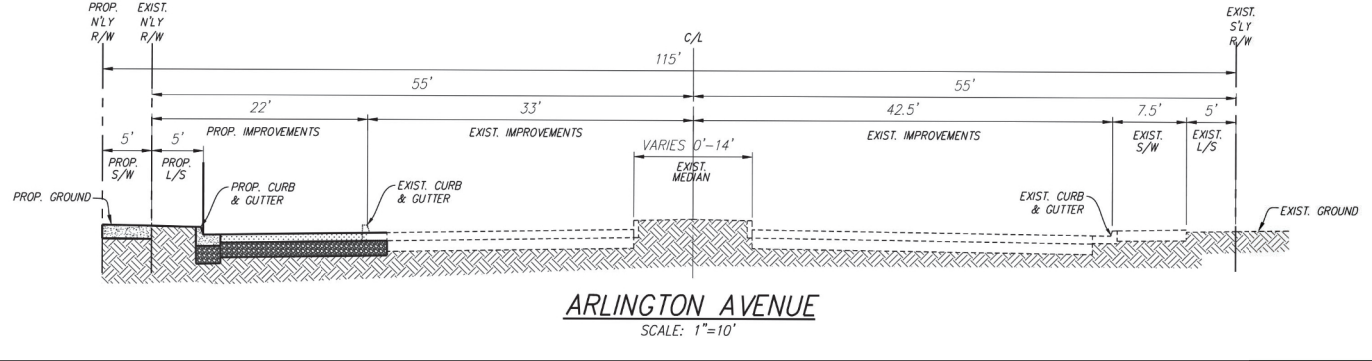 PROP.
N'LY
R/W
EXIST.
N'LY
R/W
C/L
EXIST.
S'LY
R/W
115'
55'
55'
22'
33'
42.5'
7.5'
5'
PROP. IMPROVEMENTS
EXIST. IMPROVEMENTS
EXIST. IMPROVEMENTS
5'
PROP.
S/W
5'
PROP.
L/S
EXIST.
S/W
EXIST.
L/S
VARIES 0'-14'
EXIST.
MEDIAN
PROP. GROUND
PROP. CURB
& GUTTER
EXIST. CURB
& GUTTER
EXIST. CURB
& GUTTER
EXIST. GROUND
ARLINGTON AVENUE
SCALE: 1"=10'